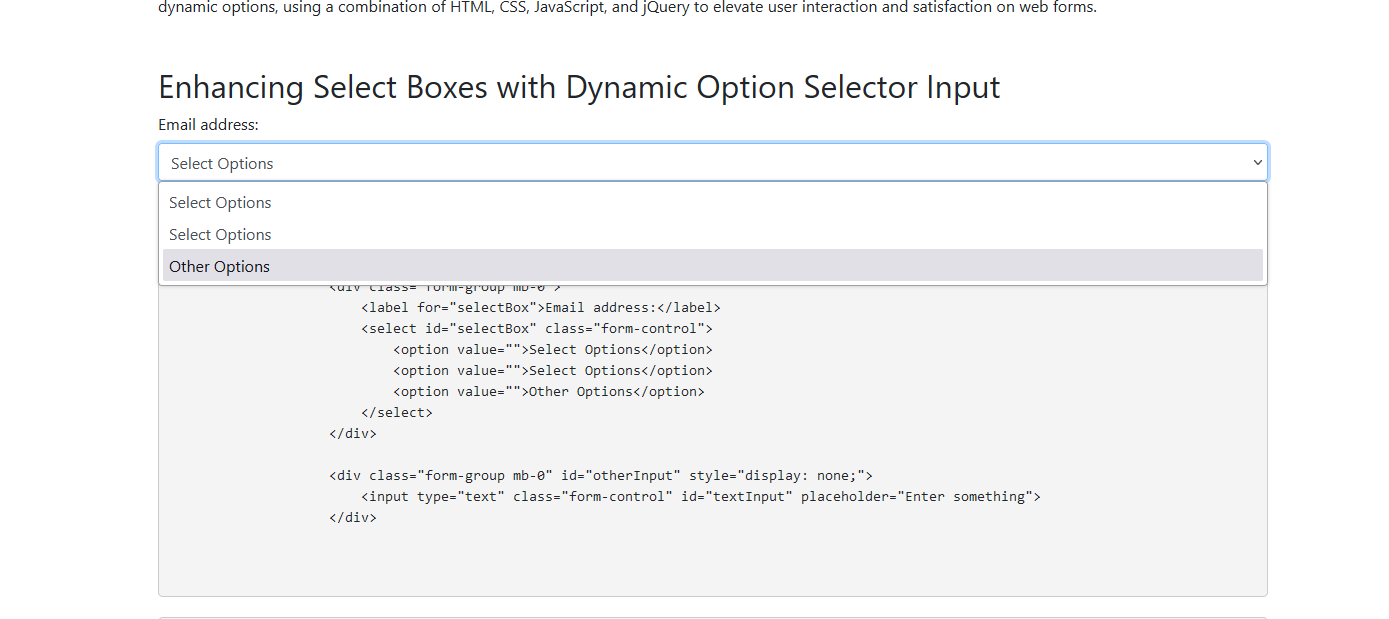 dynamic options, using a combination of HTML, CSS, JavaScript, and jQuery to elevate user interaction and satisfaction on web forms.
Enhancing Select Boxes with Dynamic Option Selector Input
Email address:
Select Options
Select Options
Select Options
Other Options
<div class="form-group mb-0">
<label for="selectBox">Email address:</label>
<select id="selectBox" class="form-control">
<option value="">Select Options</option>
<option value="">Select Options</option>
<option value="">Other Options</option>
</select>
</div>
<div class="form-group mb-0" id="otherInput" style="display: none;">
<input type="text" class="form-control" id="textInput" placeholder="Enter something">
</div>